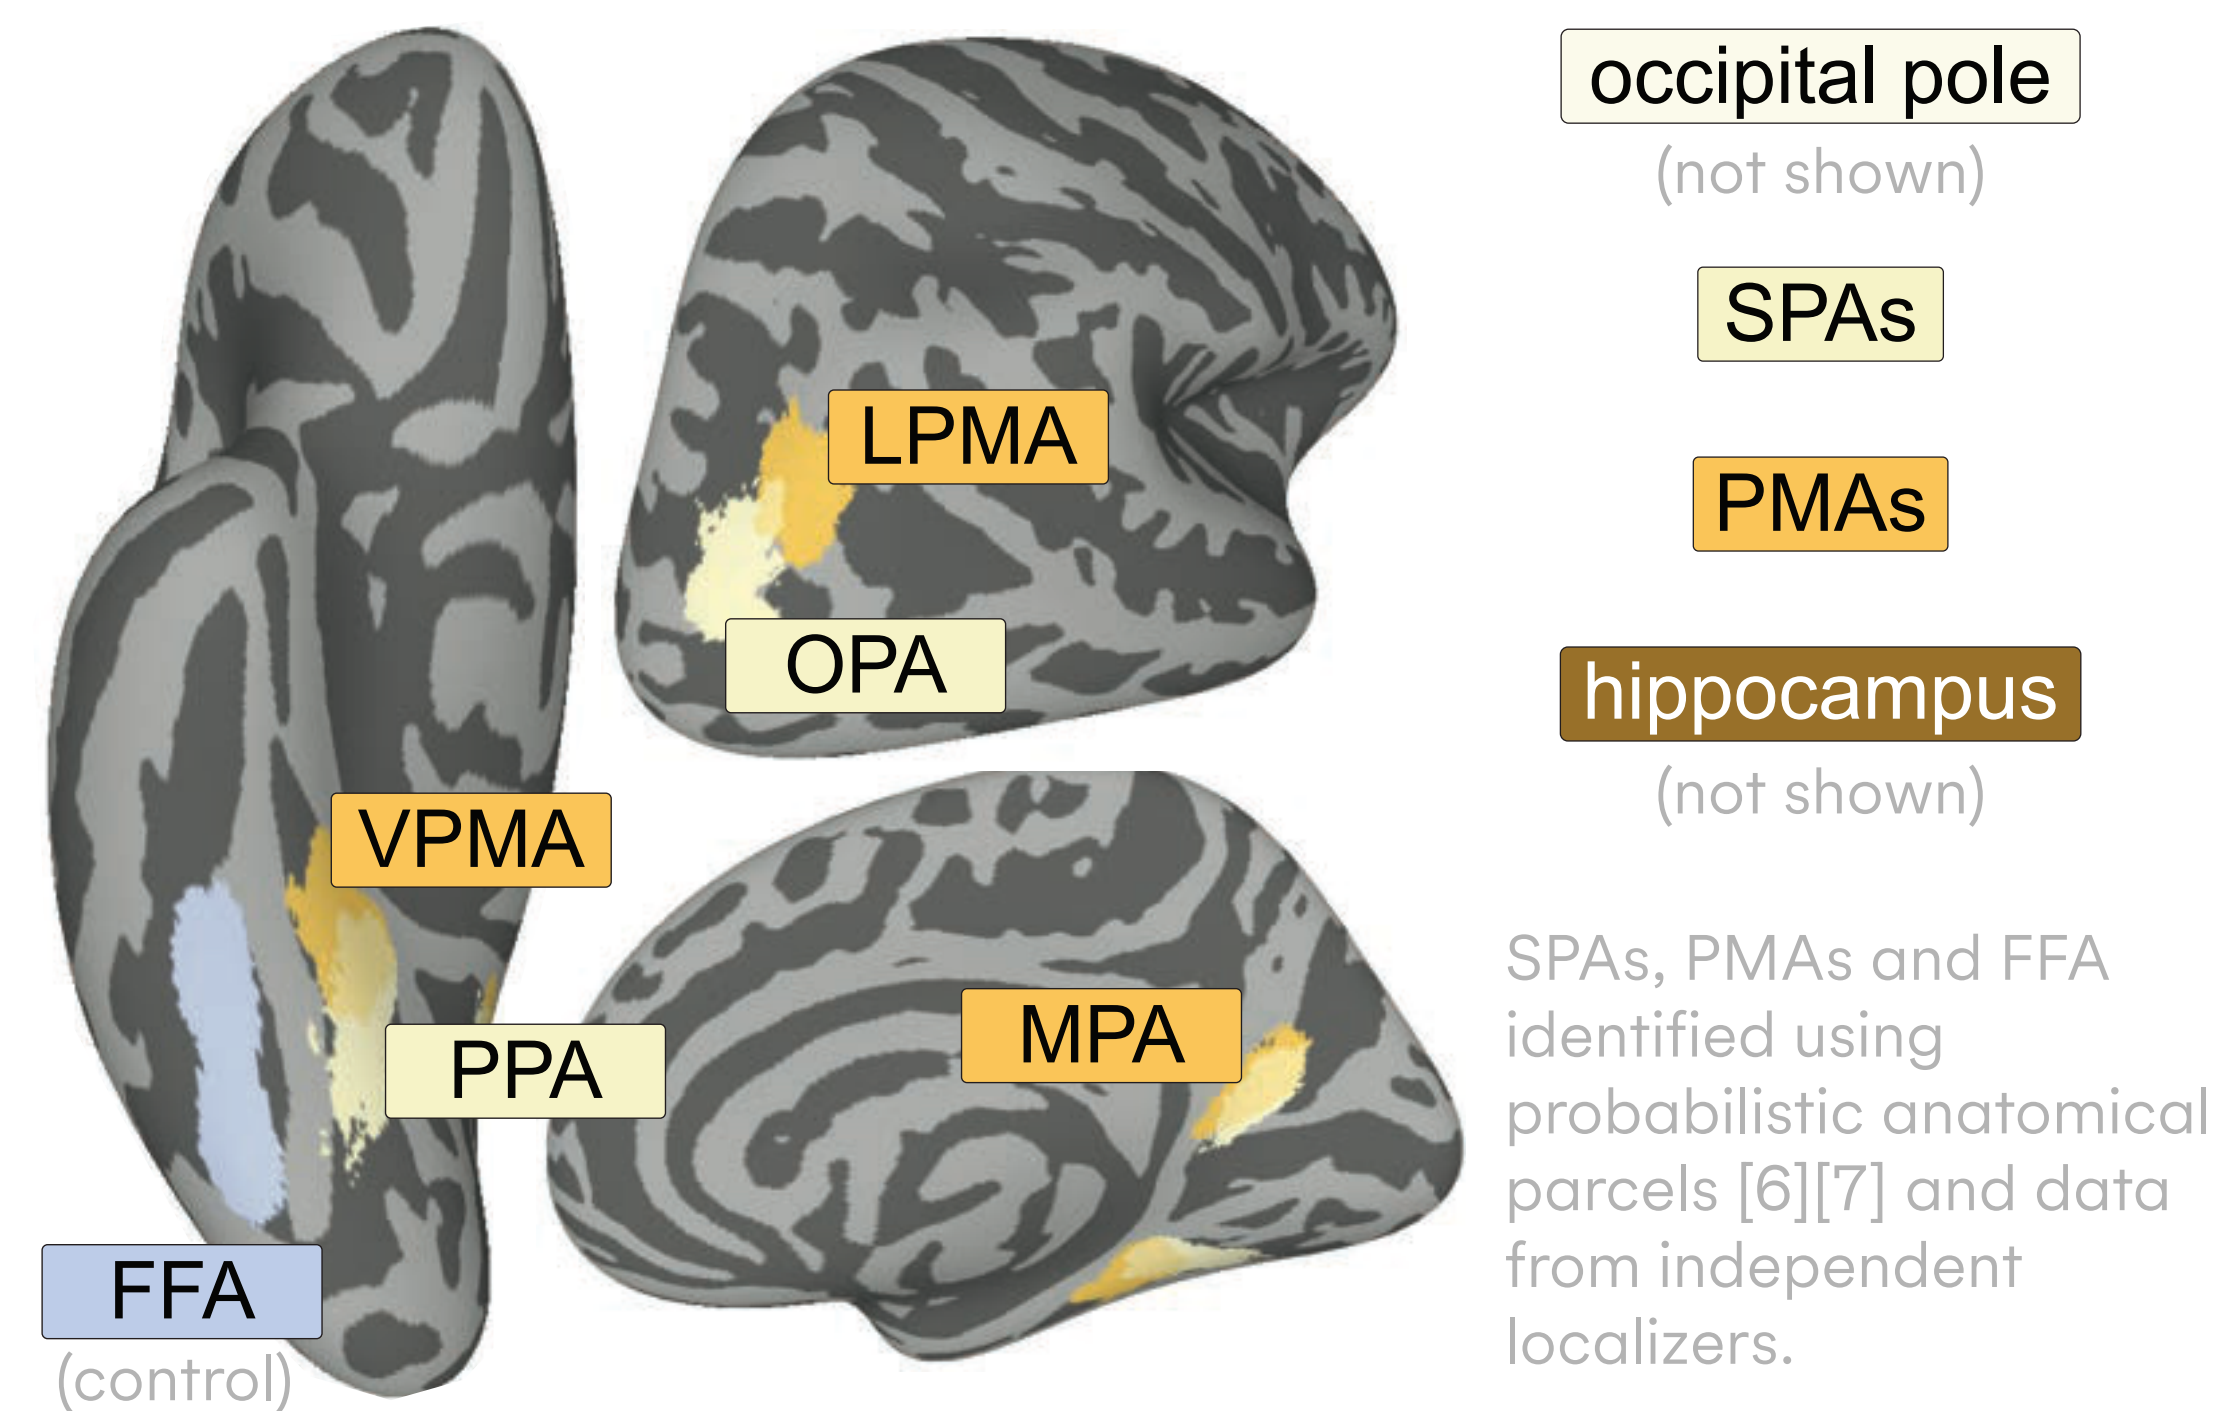 LPMA
OPA
VPMA
PPA
MPA
FFA
(control)
occipital pole
(not shown)
SPAs
PMAs
hippocampus
(not shown)
SPAs, PMAs and FFA
identified using
probabilistic anatomical
parcels [6][7] and data
from independent
localizers.